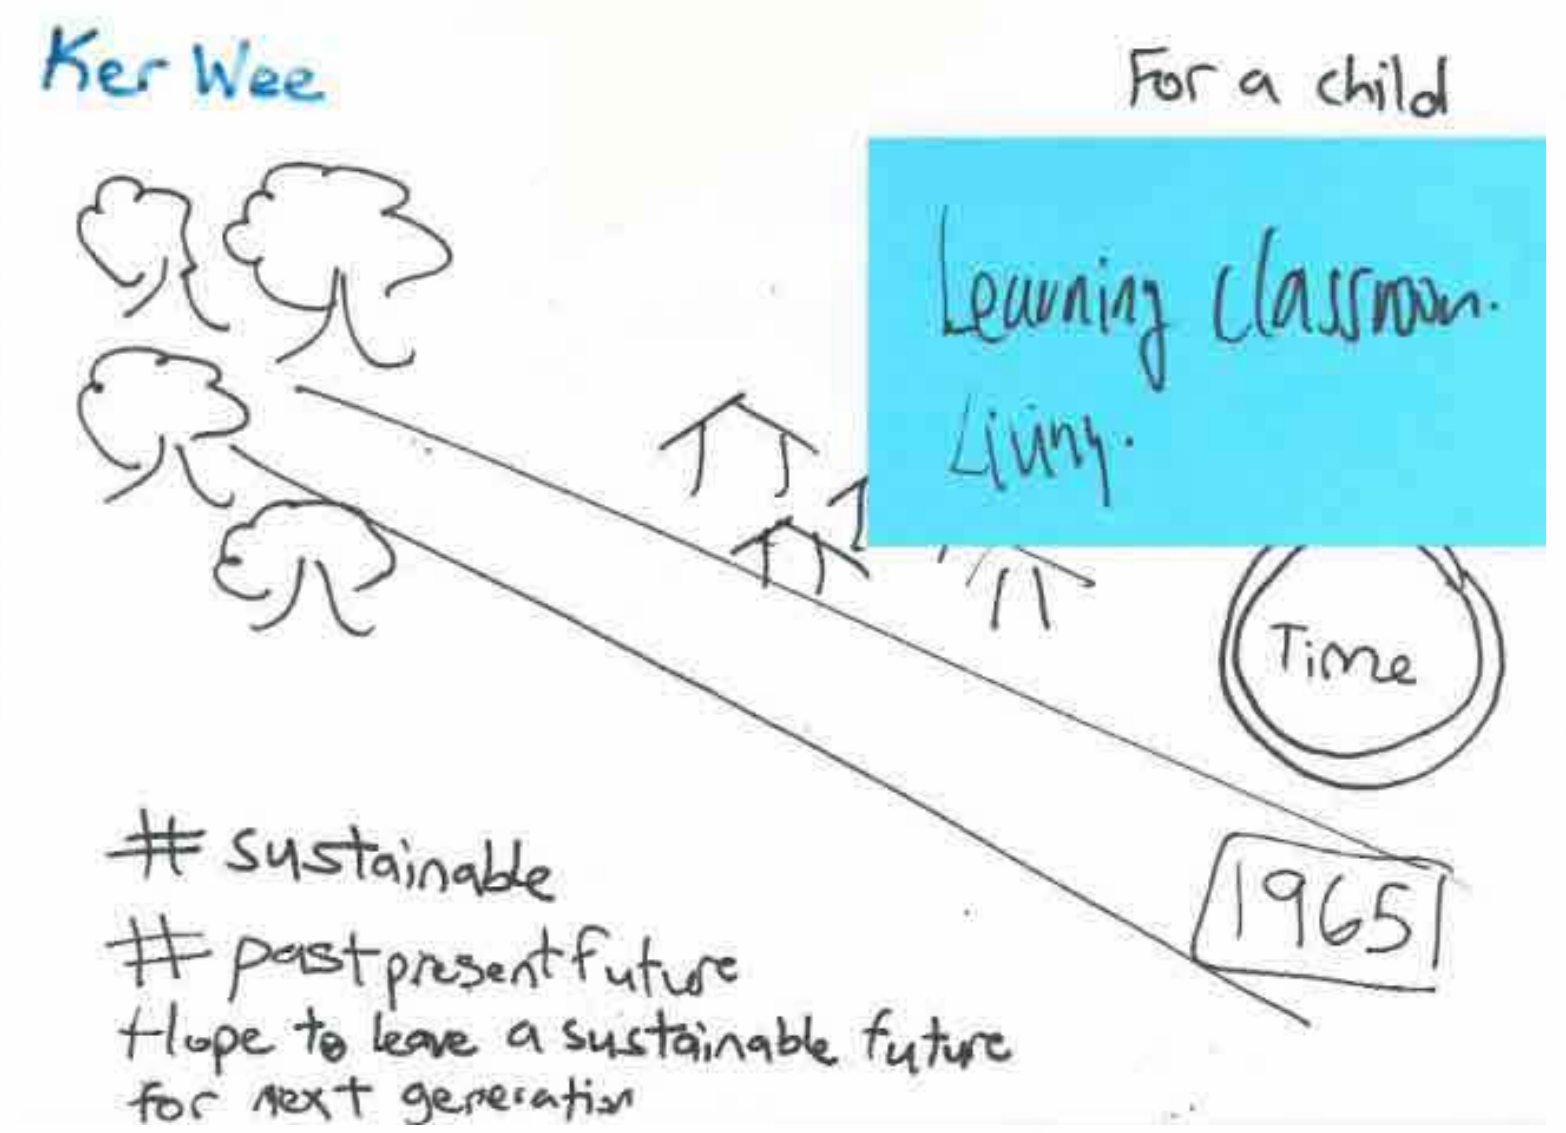 Ker Wee
For a child
Learning classroom.
Living.
Time
1965
# sustainable
# pastpresentfuture
Hope to leave a sustainable future
for next generation